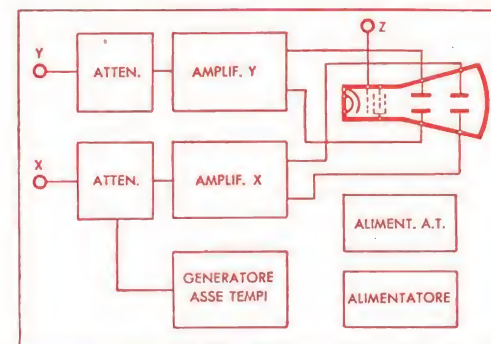 Y
ATTEN.
AMPLIF. Y
Z
X
ATTEN.
AMPLIF. X
ALIMENT. A.T.
GENERATORE
ASSE TEMPI
ALIMENTATORE